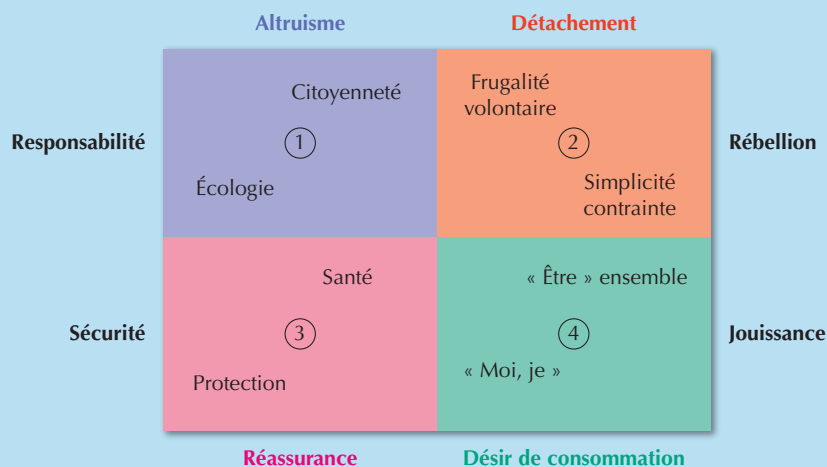 Altruisme
Détachement
Citoyenneté
Frugalité
volontaire
Responsabilité
1
2
Rébellion
Écologie
Simplicité
contrainte
Santé
« Être » ensemble
Sécurité
3
4
Jouissance
Protection
« Moi, je »
Réassurance
Désir de consommation